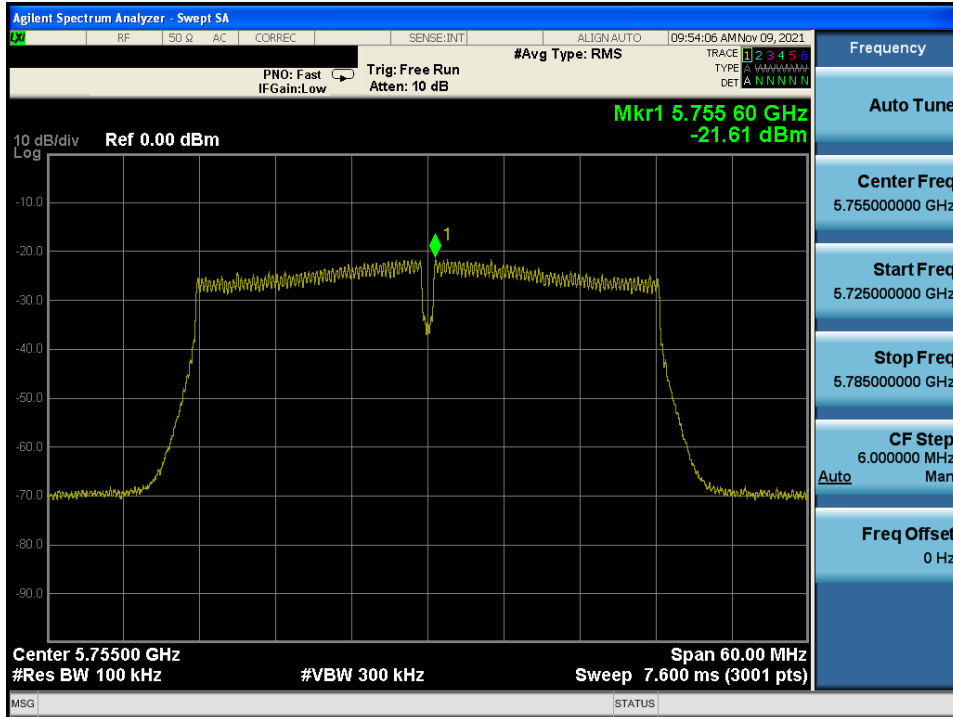 Agilent Spectrum Analyzer - Swept SA
LXI RF 50 Ω AC CORREC SENSE:INT ALIGN AUTO 09:54:06 AM Nov 09, 2021
Frequency
#Avg Type: RMS
TRACE 1 2 3 4 5 6
PNO: Fast Trig: Free Run
TYPE A WWWWW
IFGain:Low Atten: 10 dB
DET A N N N N N
Auto Tune
Mkr1 5.755 60 GHz
-21.61 dBm
10 dB/div Ref 0.00 dBm
Log
Center Freq
5.755000000 GHz
Start Freq
5.725000000 GHz
Stop Freq
5.785000000 GHz
CF Step
6.000000 MHz
Auto Man
Freq Offset
0 Hz
1
-10.0
-20.0
-30.0
-40.0
-50.0
-60.0
-70.0
-80.0
-90.0
Center 5.75500 GHz Span 60.00 MHz
#Res BW 100 kHz #VBW 300 kHz Sweep 7.600 ms (3001 pts)
MSG STATUS